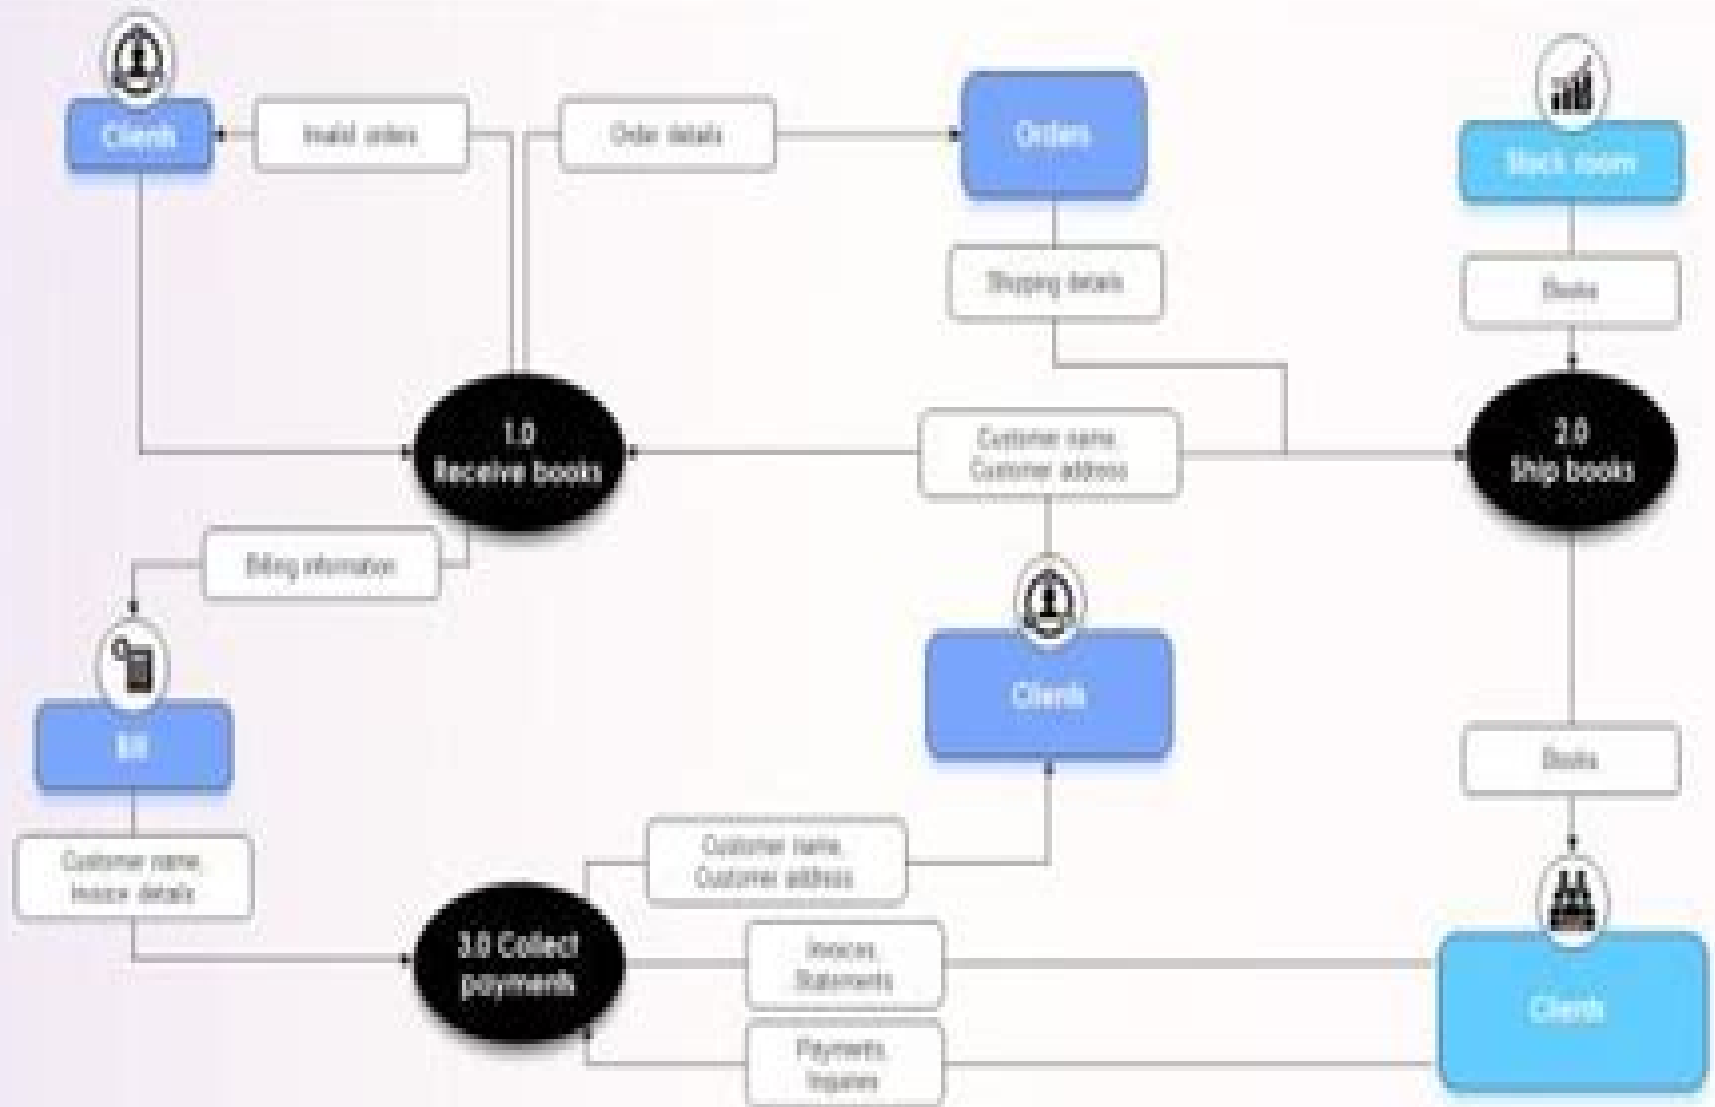 Clients
Invalid orders
Order details
Orders
room
Shipping details
Books
1.0
Receive books
Customer name,
Customer address
2.0
Ship books
Billing information
Clients
Bill
Books
Customer name,
Invoice details
Customer name,
Customer address
3.0 Collect
payments
Invoices,
Statements
Clients
Payments,
Inquiries